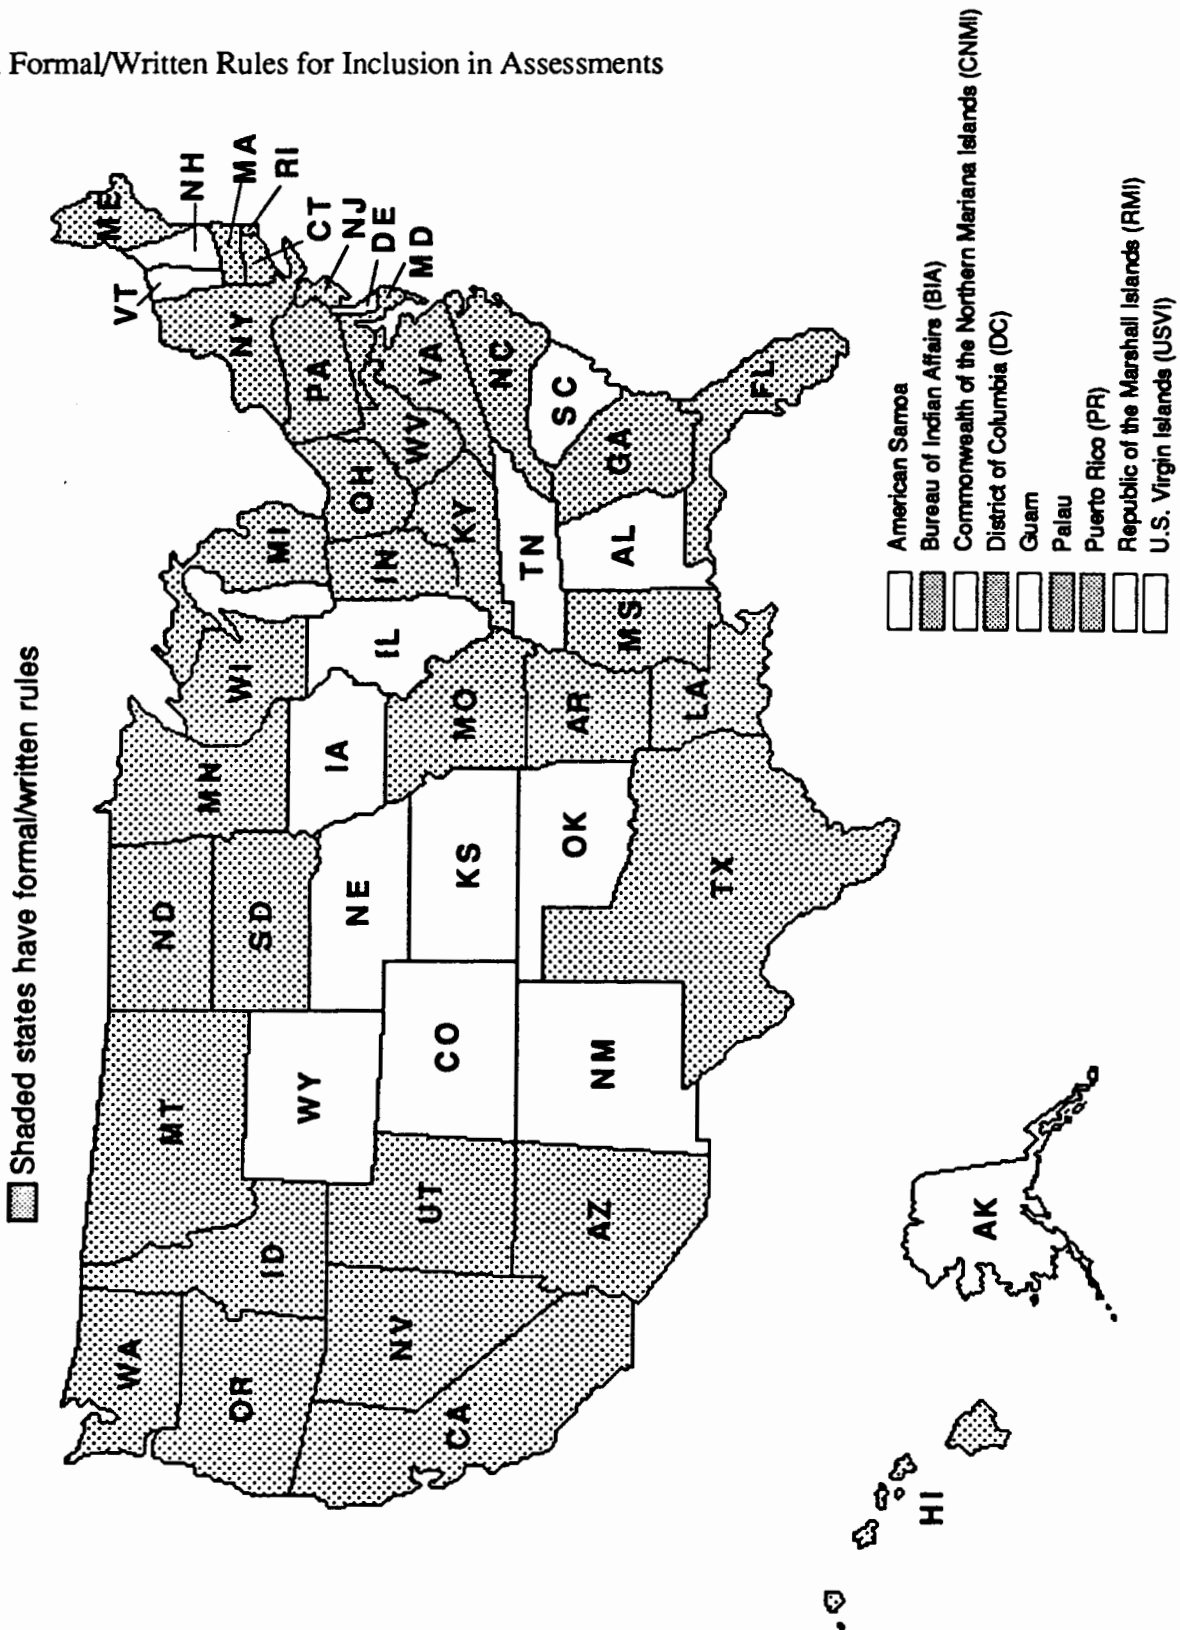 Formal/Written Rules for Inclusion in Assessments
Shaded states have formal/written rules
WA
OR
CA
NV
ID
MT
WY
UT
AZ
CO
NM
ND
SD
NE
KS
OK
TX
MN
IA
MO
AR
LA
WI
IL
MS
MI
IN
OH
KY
TN
AL
GA
FL
SC
NC
VA
WV
PA
NY
VT
ME
NH
MA
RI
CT
NJ
DE
MD
AK
HI
American Samoa
Bureau of Indian Affairs (BIA)
Commonwealth of the Northern Mariana Islands (CNMI)
District of Columbia (DC)
Guam
Palau
Puerto Rico (PR)
Republic of the Marshall Islands (RMI)
U.S. Virgin Islands (USVI)